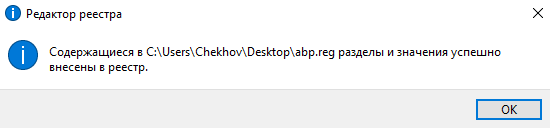 Редактор реестра
Содержащиеся в C:\Users\Chekhov\Desktop\abp.reg разделы и значения успешно
внесены в реестр.
OK